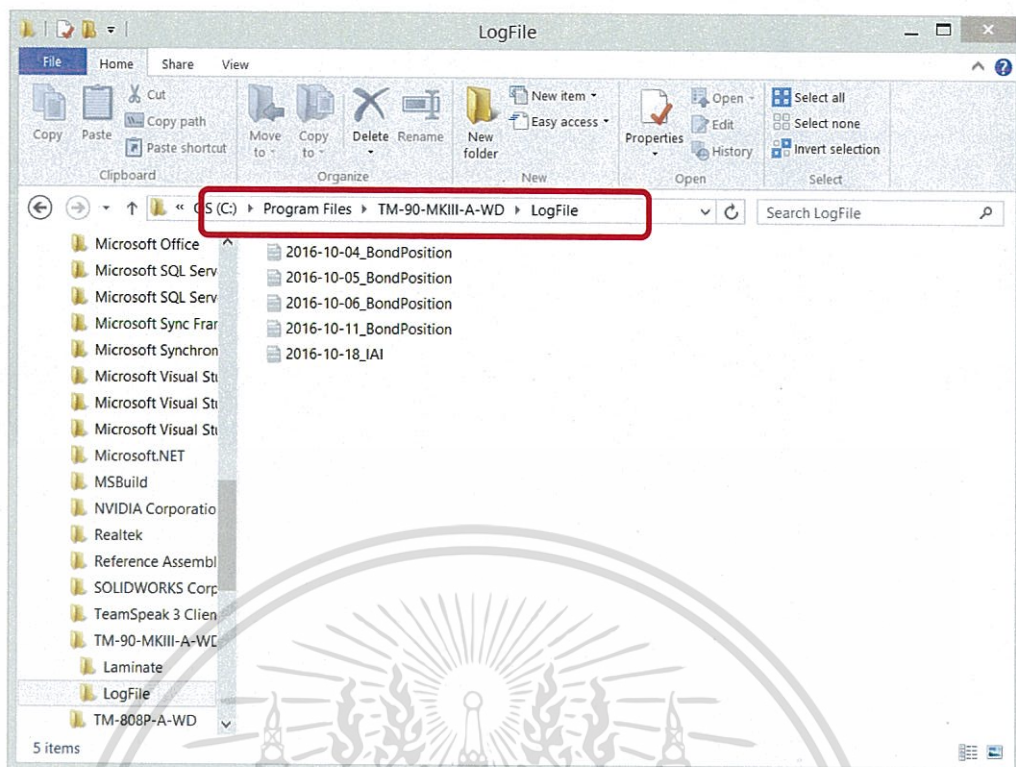 LogFile
File Home Share View
Copy
Paste
Cut
Copy path
Paste shortcut
Clipboard
Move to
Copy to
Delete
Rename
Organize
New folder
New item
Easy access
New
Properties
Open
Edit
History
Open
Select all
Select none
Invert selection
Select
« OS (C:) Program Files TM-90-MKIII-A-WD LogFile
Search LogFile
Microsoft Office
Microsoft SQL Serv
Microsoft SQL Serv
Microsoft Sync Fran
Microsoft Synchron
Microsoft Visual Stu
Microsoft Visual Stu
Microsoft Visual Stu
Microsoft.NET
MSBuild
NVIDIA Corporatio
Realtek
Reference Assembl
SOLIDWORKS Corp
TeamSpeak 3 Clien
TM-90-MKIII-A-WD
Laminate
LogFile
TM-808P-A-WD
2016-10-04_BondPosition
2016-10-05_BondPosition
2016-10-06_BondPosition
2016-10-11_BondPosition
2016-10-18_IAI
5 items